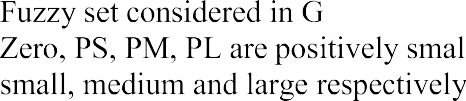 Fuzzy set considered in G
Zero, PS, PM, PL are positively smal
small, medium and large respectively